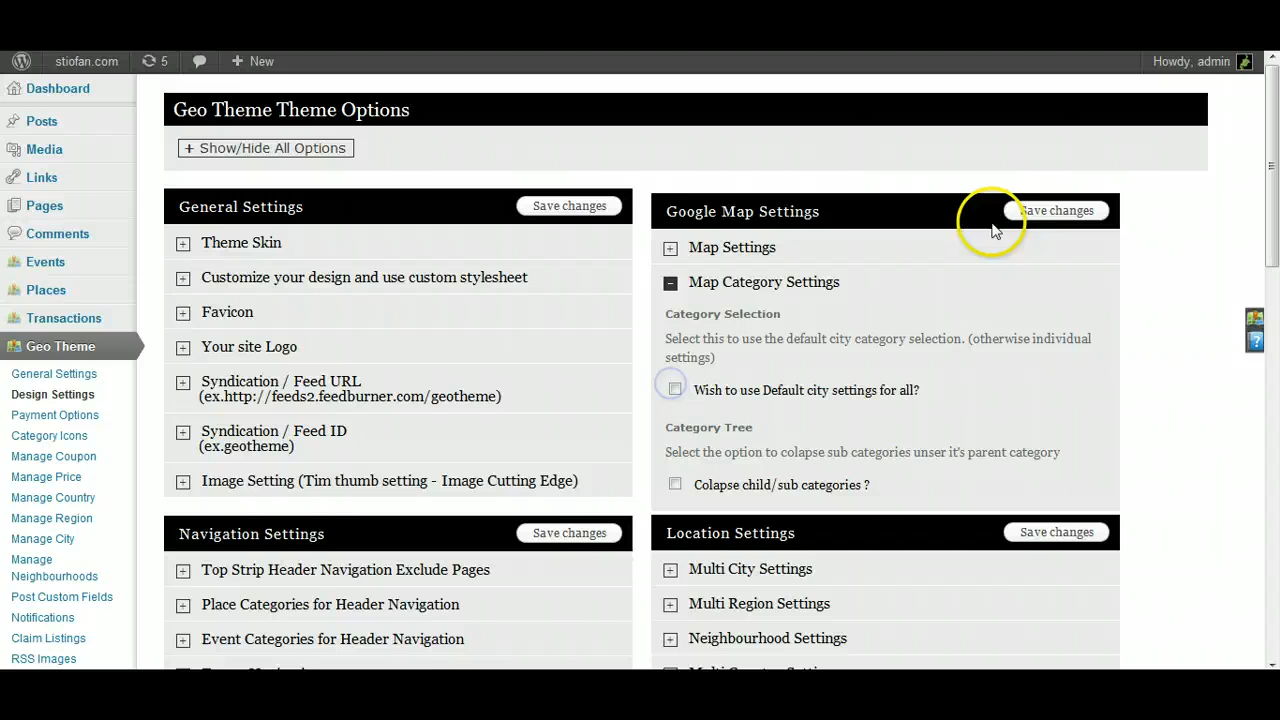 stiofan.com 5 New Howdy, admin
Dashboard
Posts
Media
Links
Pages
Comments
Events
Places
Transactions
Geo Theme
General Settings
Design Settings
Payment Options
Category Icons
Manage Coupon
Manage Price
Manage Country
Manage Region
Manage City
Manage
Neighbourhoods
Post Custom Fields
Notifications
Claim Listings
RSS Images
Geo Theme Theme Options
+ Show/Hide All Options
General Settings Save changes
Theme Skin
Customize your design and use custom stylesheet
Favicon
Your site Logo
Syndication / Feed URL
(ex.http://feeds2.feedburner.com/geotheme)
Syndication / Feed ID
(ex.geotheme)
Image Setting (Tim thumb setting - Image Cutting Edge)
Navigation Settings Save changes
Top Strip Header Navigation Exclude Pages
Place Categories for Header Navigation
Event Categories for Header Navigation
Google Map Settings Save changes
Map Settings
Map Category Settings
Category Selection
Select this to use the default city category selection. (otherwise individual
settings)
Wish to use Default city settings for all?
Category Tree
Select the option to colapse sub categories unser it's parent category
Colapse child/sub categories ?
Location Settings Save changes
Multi City Settings
Multi Region Settings
Neighbourhood Settings